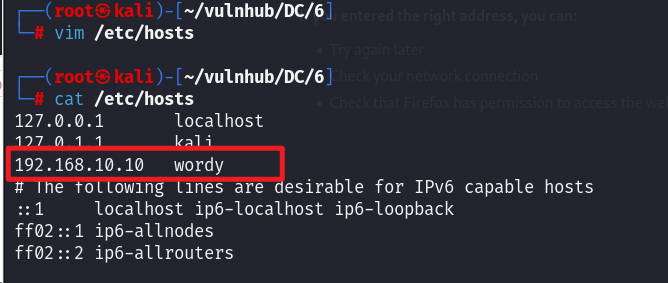 (root㉿kali)-[~/vulnhub/DC/6]
# vim /etc/hosts
entered the right address, you can:
Try again later
(root㉿kali)-[~/vulnhub/DC/6]
Check your network connection
# cat /etc/hosts
Check that Firefox has permission to access the we
127.0.0.1 localhost
127.0.1.1 kali
192.168.10.10 wordy
# The following lines are desirable for IPv6 capable hosts
::1 localhost ip6-localhost ip6-loopback
ff02::1 ip6-allnodes
ff02::2 ip6-allrouters